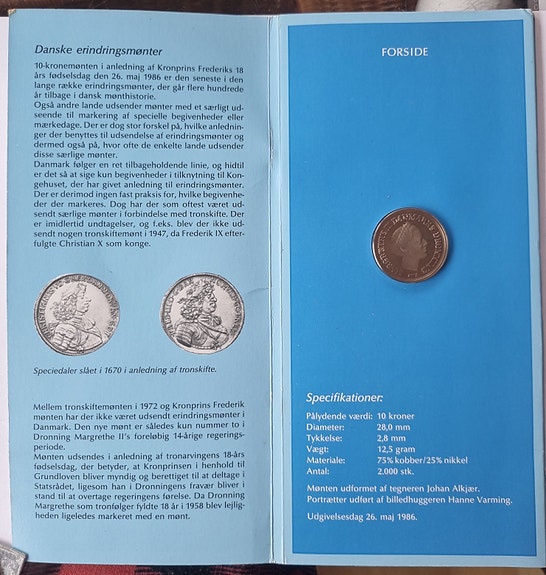 Danske erindringsmønter
10-kronemønten i anledning af Kronprins Frederiks 18
års fødselsdag den 26. maj 1986 er den seneste i den
lange række erindringsmønter, der går flere hundrede
år tilbage i dansk mønthistorie.
Også andre lande udsender mønter med et særligt ud-
seende til markering af specielle begivenheder eller
mærkedage. Der er dog stor forskel på, hvilke anlednin-
ger der benyttes til udsendelse af erindringsmønter og
dermed også på, hvor ofte de enkelte lande udsender
disse særlige mønter.
Danmark følger en ret tilbageholdende linie, og hidtil
er det så at sige kun begivenheder i tilknytning til Kon-
gehuset, der har givet anledning til erindringsmønter.
Der er derimod ingen fast praksis for, hvilke begivenhe-
der der markeres. Dog har der som oftest været ud-
sendt særlige mønter i forbindelse med tronskifte. Der
er imidlertid undtagelser, og f.eks. blev der ikke ud-
sendt nogen tronskiftemønt i 1947, da Frederik IX efter-
fulgte Christian X som konge.
Speciedaler slået i 1670 i anledning af tronskifte.
Mellem tronskiftemønten i 1972 og Kronprins Frederik
mønten har der ikke været udsendt erindringsmønter i
Danmark. Den nye mønt er således kun nummer to i
Dronning Margrethe II's foreløbig 14-årige regerings-
periode.
Mønten udsendes i anledning af tronarvingens 18-års
fødselsdag, der betyder, at Kronprinsen i henhold til
Grundloven bliver myndig og berettiget til at deltage i
Statsrådet, ligesom han i Dronningens fravær bliver i
stand til at overtage regeringens førelse. Da Dronning
Margrethe som tronfølger fyldte 18 år i 1958 blev lejlig-
heden ligeledes markeret med en mønt.
FORSIDE
Specifikationer:
Pålydende værdi: 10 kroner
Diameter: 28,0 mm
Tykkelse: 2,8 mm
Vægt: 12,5 gram
Materiale: 75% kobber/25% nikkel
Antal: 2.000 stk.
Mønten udformet af tegneren Johan Alkjær.
Portrætter udført af billedhuggeren Hanne Varming.
Udgivelsesdag 26. maj 1986.